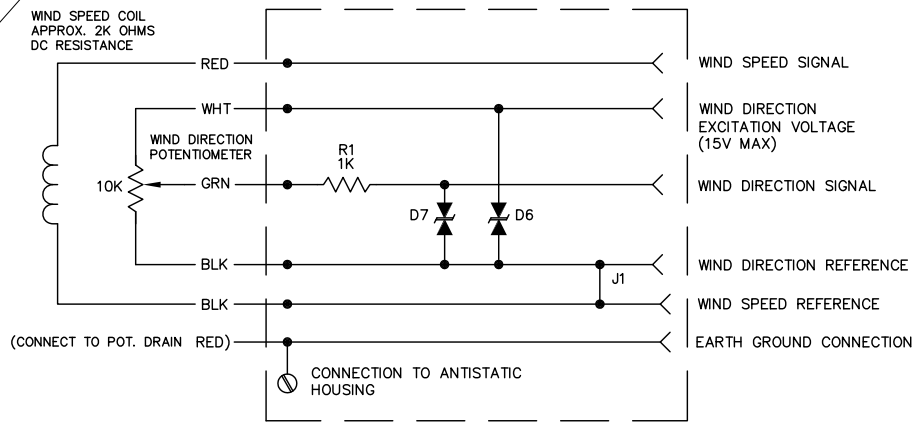 WIND SPEED COIL
APPROX. 2K OHMS
DC RESISTANCE
RED
WIND SPEED SIGNAL
WHT
WIND DIRECTION
EXCITATION VOLTAGE
(15V MAX)
WIND DIRECTION
POTENTIOMETER
R1
1K
10K
GRN
WIND DIRECTION SIGNAL
D7
D6
BLK
WIND DIRECTION REFERENCE
J1
BLK
WIND SPEED REFERENCE
(CONNECT TO POT. DRAIN RED)
EARTH GROUND CONNECTION
CONNECTION TO ANTISTATIC
HOUSING